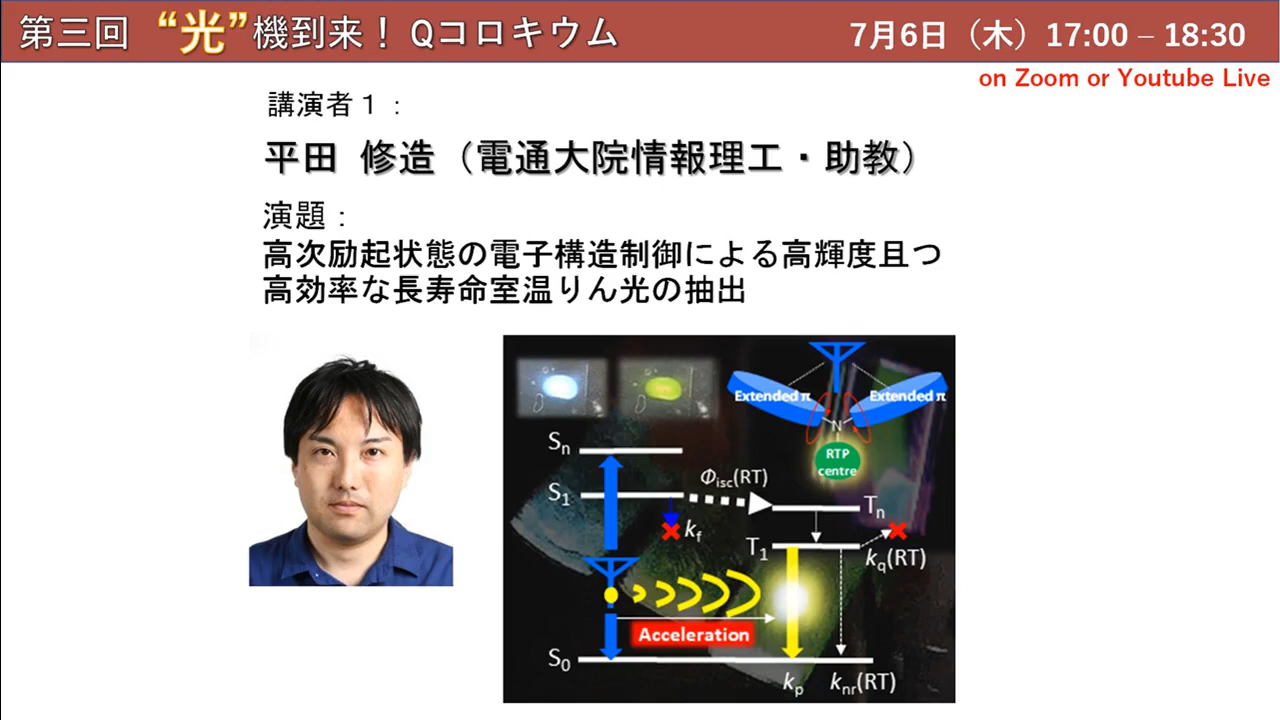 第三回 “光”機到来！Qコロキウム
7月6日（木）17:00 – 18:30
on Zoom or Youtube Live
講演者１：
平田 修造（電通大院情報理工・助教）
演題：
高次励起状態の電子構造制御による高輝度且つ
高効率な長寿命室温りん光の抽出
Extended π
Extended π
N
RTP
centre
Sn
Φisc(RT)
S1
Tn
kf
T1
kq(RT)
Acceleration
S0
kp
knr(RT)